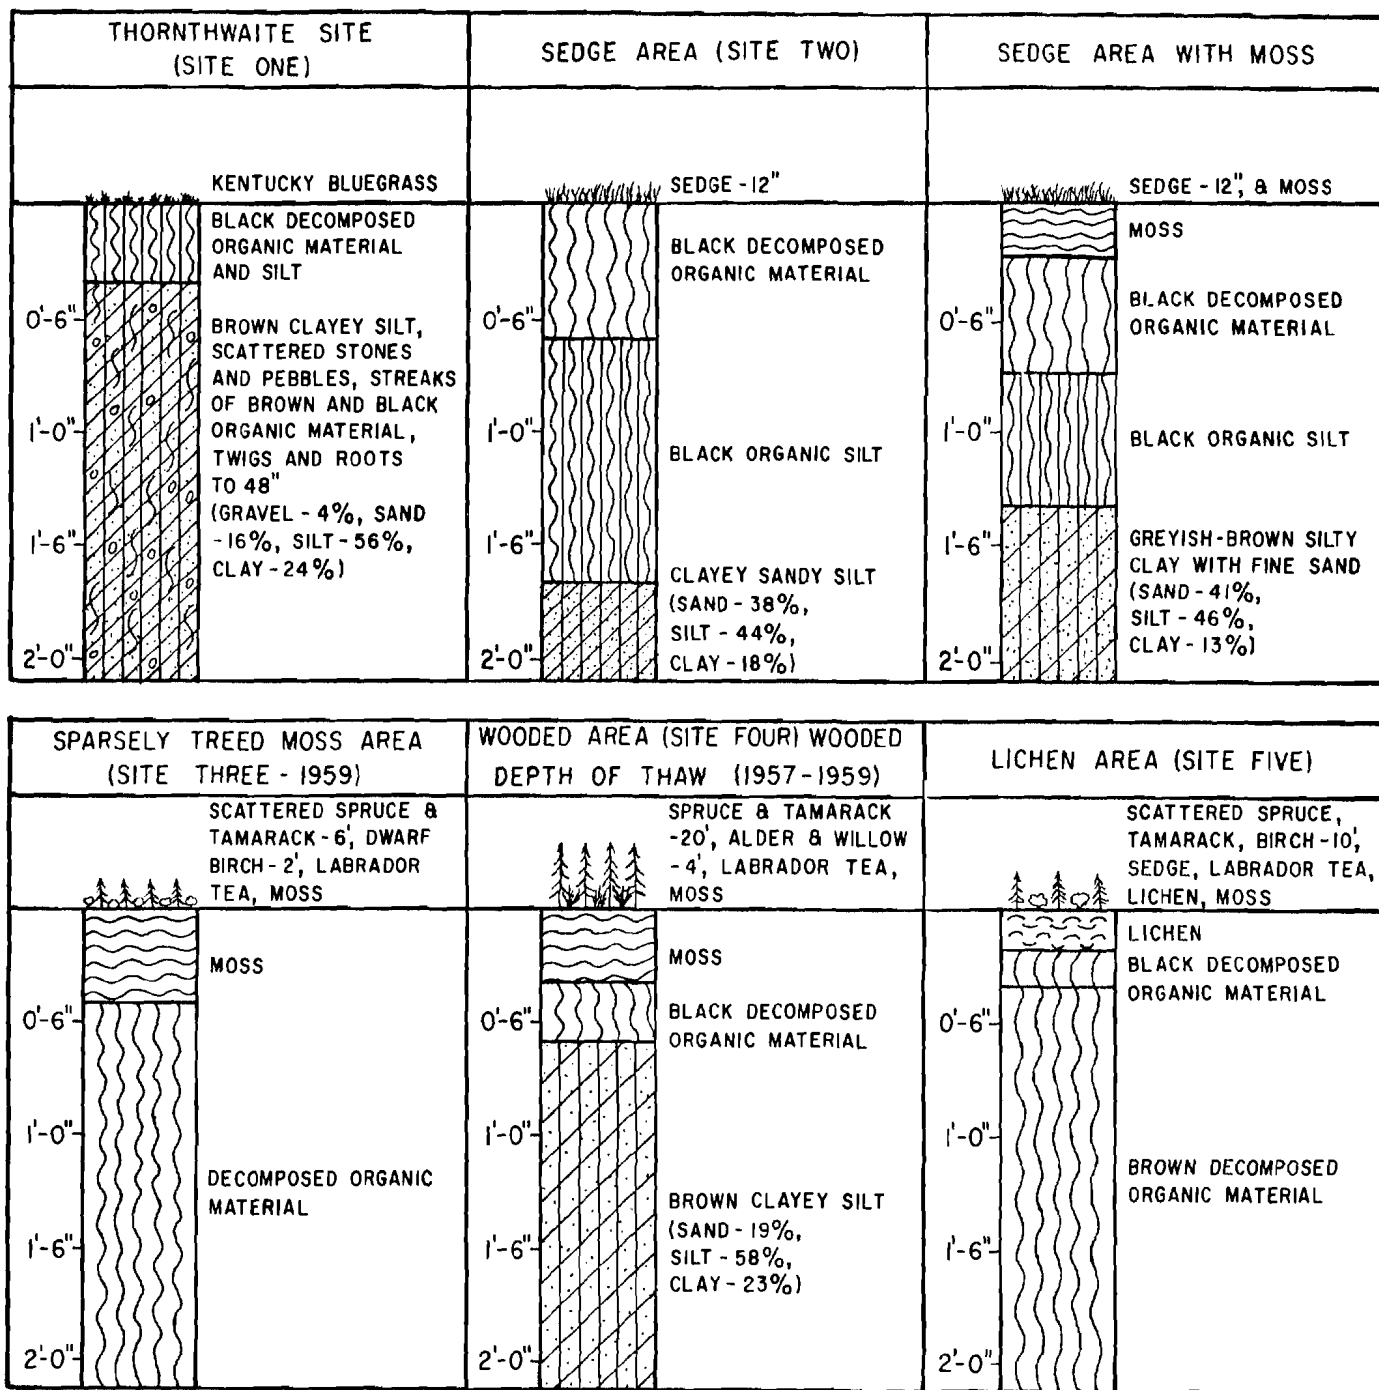 THORNTHWAITE SITE
(SITE ONE)
KENTUCKY BLUEGRASS
BLACK DECOMPOSED
ORGANIC MATERIAL
AND SILT
BROWN CLAYEY SILT,
SCATTERED STONES
AND PEBBLES, STREAKS
OF BROWN AND BLACK
ORGANIC MATERIAL,
TWIGS AND ROOTS
TO 48"
(GRAVEL - 4%, SAND
-16%, SILT - 56%,
CLAY - 24%)
0'-6"
1'-0"
1'-6"
2'-0"
SEDGE AREA (SITE TWO)
SEDGE - 12"
BLACK DECOMPOSED
ORGANIC MATERIAL
BLACK ORGANIC SILT
CLAYEY SANDY SILT
(SAND - 38%,
SILT - 44%,
CLAY - 18%)
0'-6"
1'-0"
1'-6"
2'-0"
SEDGE AREA WITH MOSS
SEDGE - 12", & MOSS
MOSS
BLACK DECOMPOSED
ORGANIC MATERIAL
BLACK ORGANIC SILT
GREYISH-BROWN SILTY
CLAY WITH FINE SAND
(SAND - 41%,
SILT - 46%,
CLAY - 13%)
0'-6"
1'-0"
1'-6"
2'-0"
SPARSELY TREED MOSS AREA
(SITE THREE - 1959)
SCATTERED SPRUCE &
TAMARACK - 6', DWARF
BIRCH - 2', LABRADOR
TEA, MOSS
MOSS
DECOMPOSED ORGANIC
MATERIAL
0'-6"
1'-0"
1'-6"
2'-0"
WOODED AREA (SITE FOUR) WOODED
DEPTH OF THAW (1957-1959)
SPRUCE & TAMARACK
-20', ALDER & WILLOW
-4', LABRADOR TEA,
MOSS
MOSS
BLACK DECOMPOSED
ORGANIC MATERIAL
BROWN CLAYEY SILT
(SAND - 19%,
SILT - 58%,
CLAY - 23%)
0'-6"
1'-0"
1'-6"
2'-0"
LICHEN AREA (SITE FIVE)
SCATTERED SPRUCE,
TAMARACK, BIRCH - 10',
SEDGE, LABRADOR TEA,
LICHEN, MOSS
LICHEN
BLACK DECOMPOSED
ORGANIC MATERIAL
BROWN DECOMPOSED
ORGANIC MATERIAL
0'-6"
1'-0"
1'-6"
2'-0"